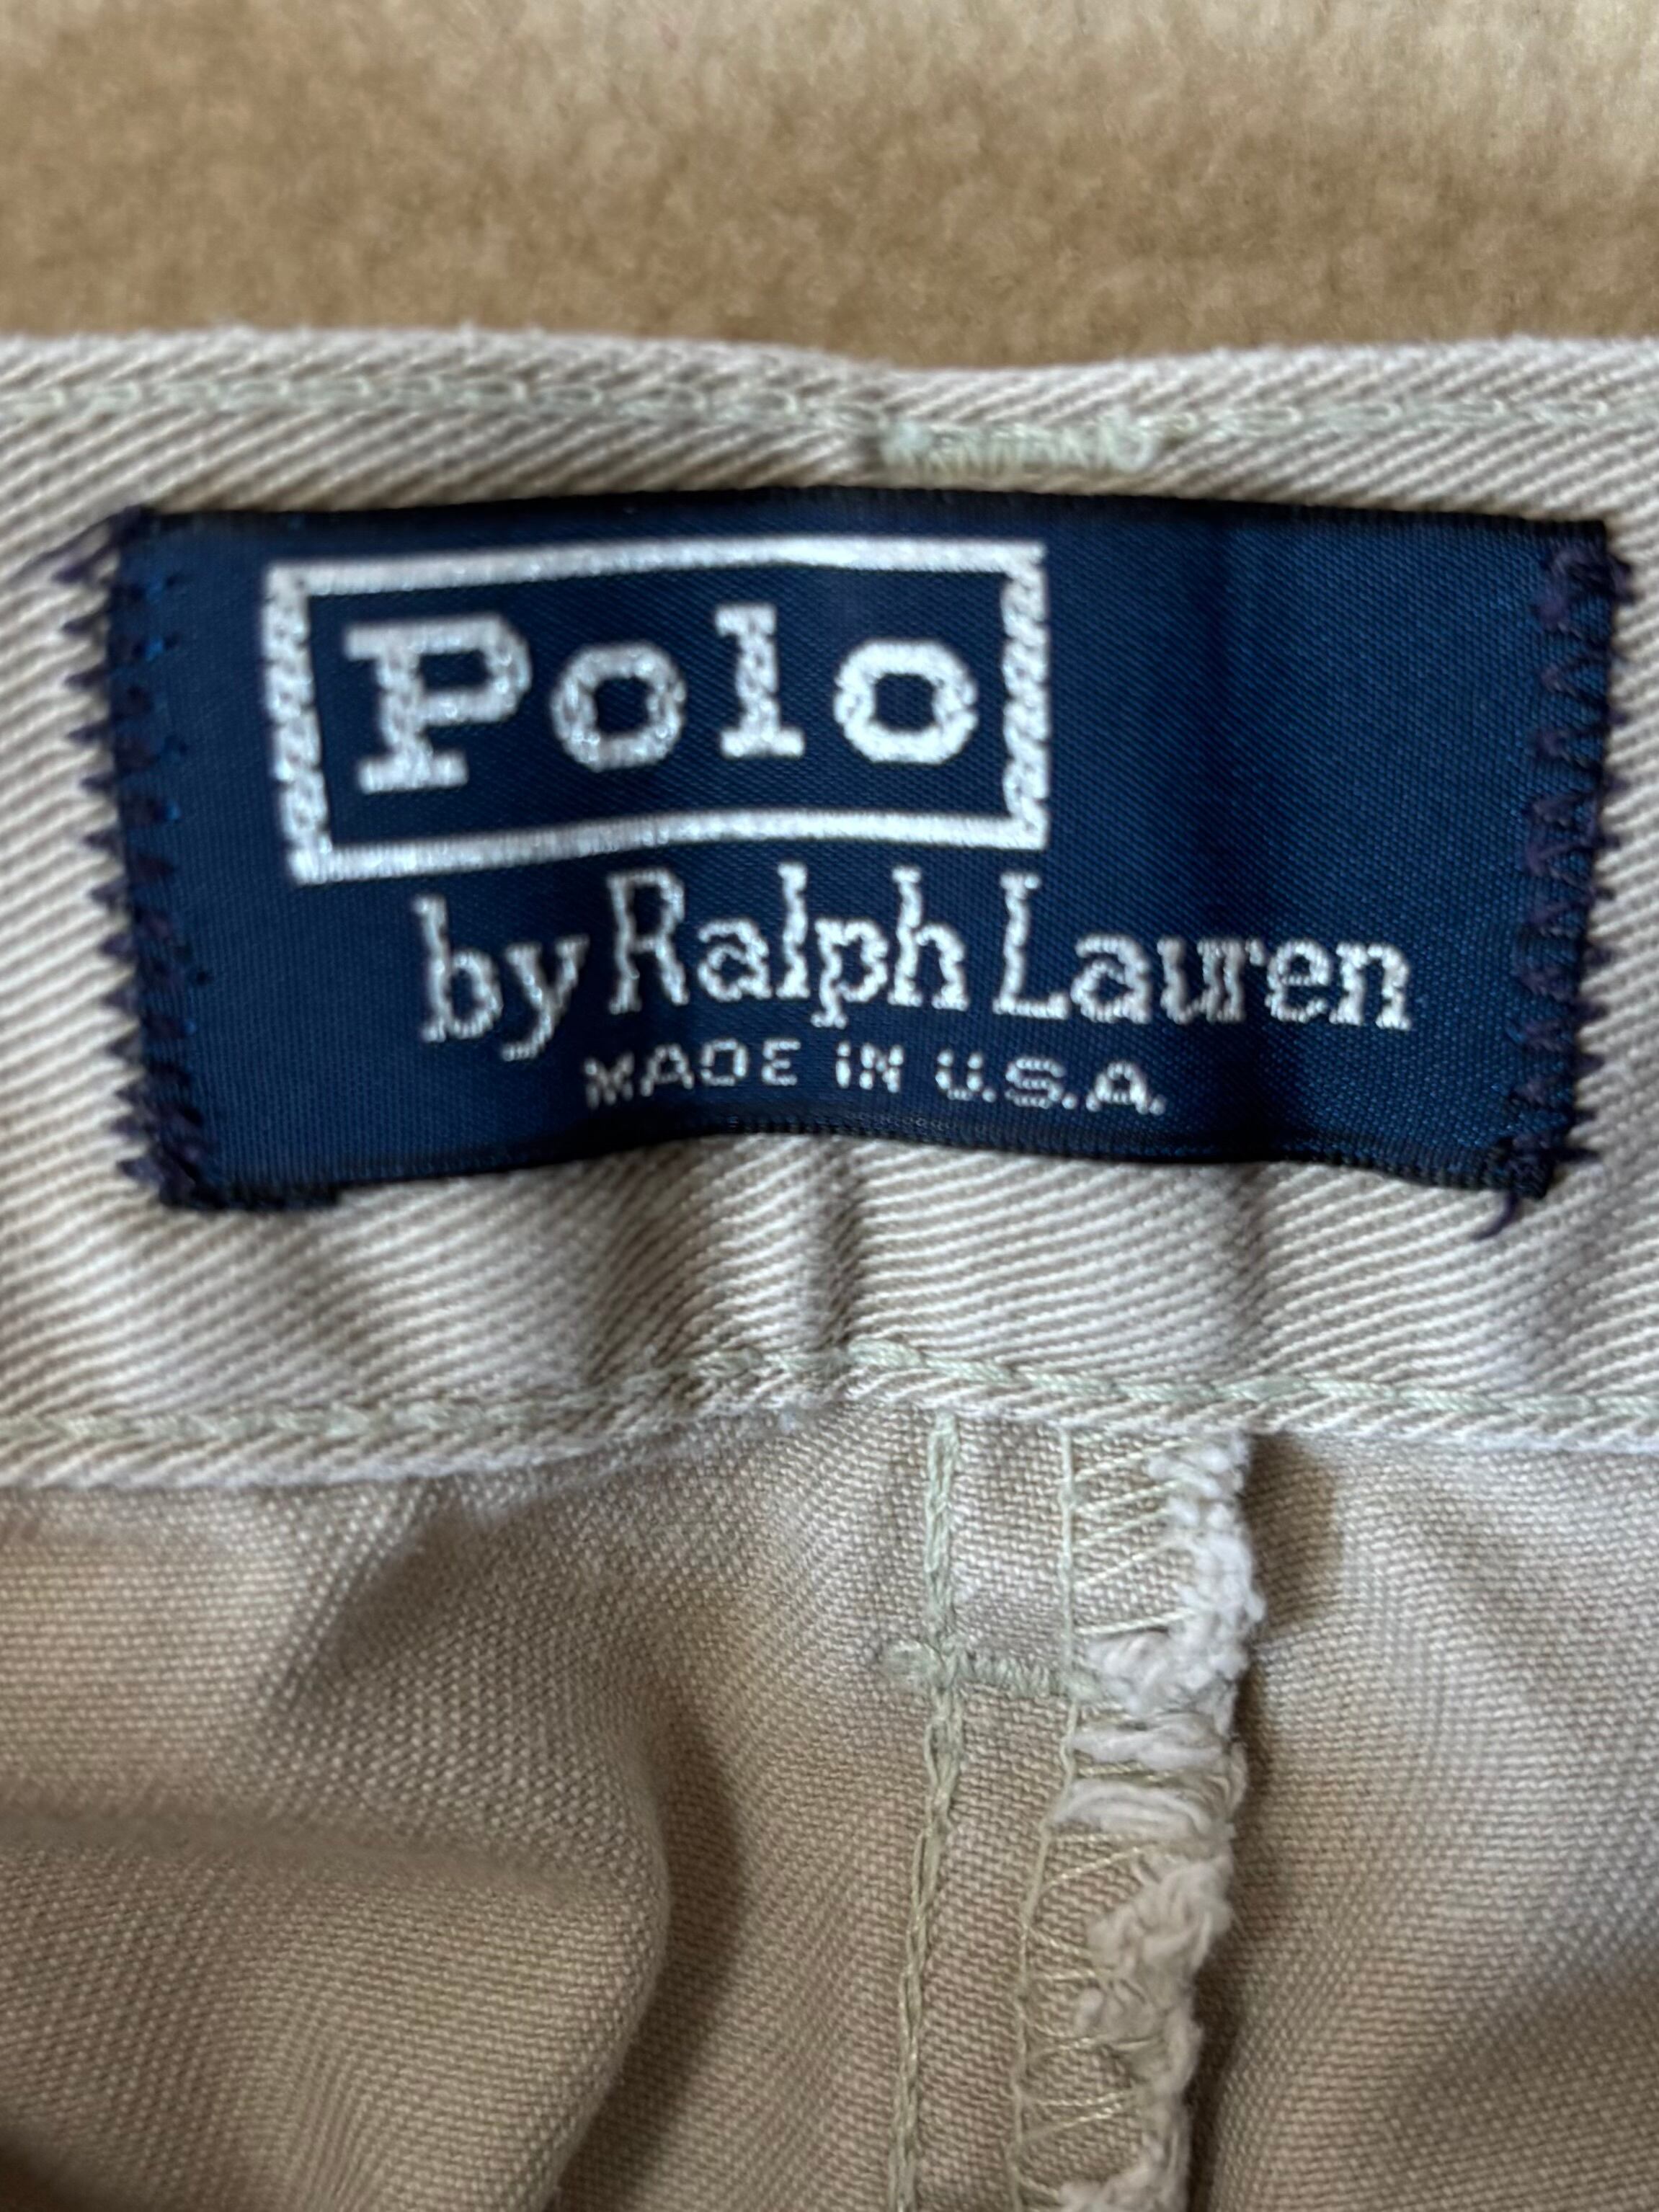 Polo
by Ralph Lauren
MADE IN U.S.A.